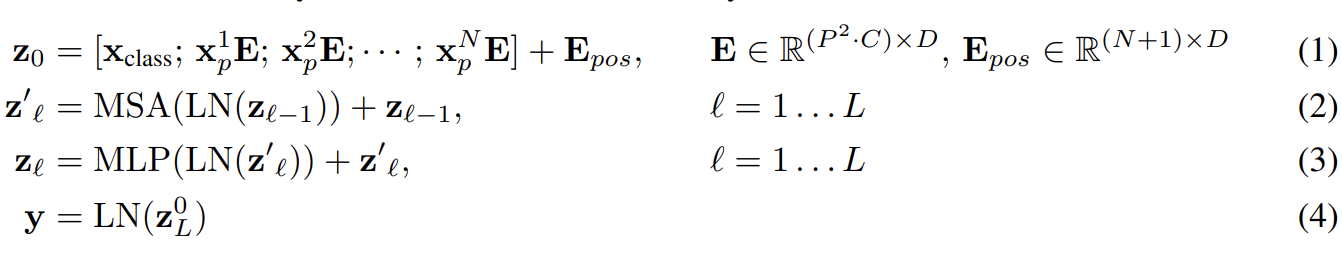 z₀ = [x_class; x_p^1 E; x_p^2 E; ⋯ ; x_p^N E] + E_pos, E ∈ ℝ^{(P²·C)×D}, E_pos ∈ ℝ^{(N+1)×D} (1)
z′_ℓ = MSA(LN(z_{ℓ−1})) + z_{ℓ−1}, ℓ = 1 … L (2)
z_ℓ = MLP(LN(z′_ℓ)) + z′_ℓ, ℓ = 1 … L (3)
y = LN(z_L^0) (4)